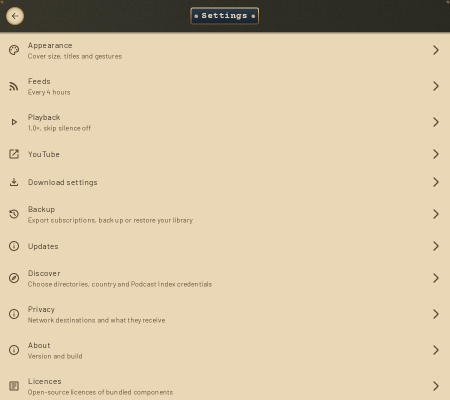 Settings
Appearance
Cover size, titles and gestures
Feeds
Every 4 hours
Playback
1.0×, skip silence off
YouTube
Download settings
Backup
Export subscriptions, back up or restore your library
Updates
Discover
Choose directories, country and Podcast Index credentials
Privacy
Network destinations and what they receive
About
Version and build
Licences
Open-source licences of bundled components